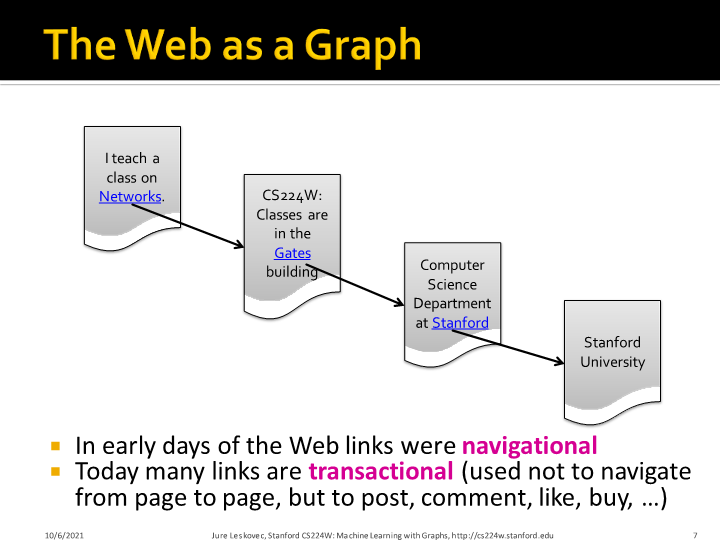 The Web as a Graph
I teach a
class on
Networks.
CS224W:
Classes are
in the
Gates
building
Computer
Science
Department
at Stanford
Stanford
University
In early days of the Web links were navigational
Today many links are transactional (used not to navigate
from page to page, but to post, comment, like, buy, …)
10/6/2021
Jure Leskovec, Stanford CS224W: Machine Learning with Graphs, http://cs224w.stanford.edu
7